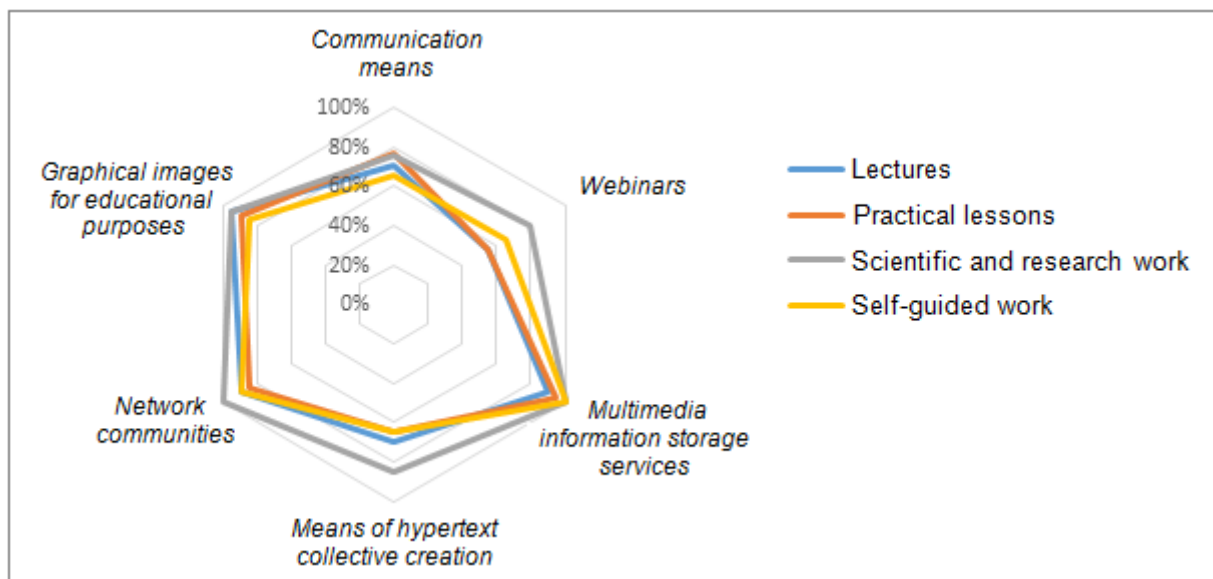 Communication
means
100%
80%
60%
40%
20%
0%
Graphical images
for educational
purposes
Webinars
Network
communities
Multimedia
information storage
services
Means of hypertext
collective creation
Lectures
Practical lessons
Scientific and research work
Self-guided work